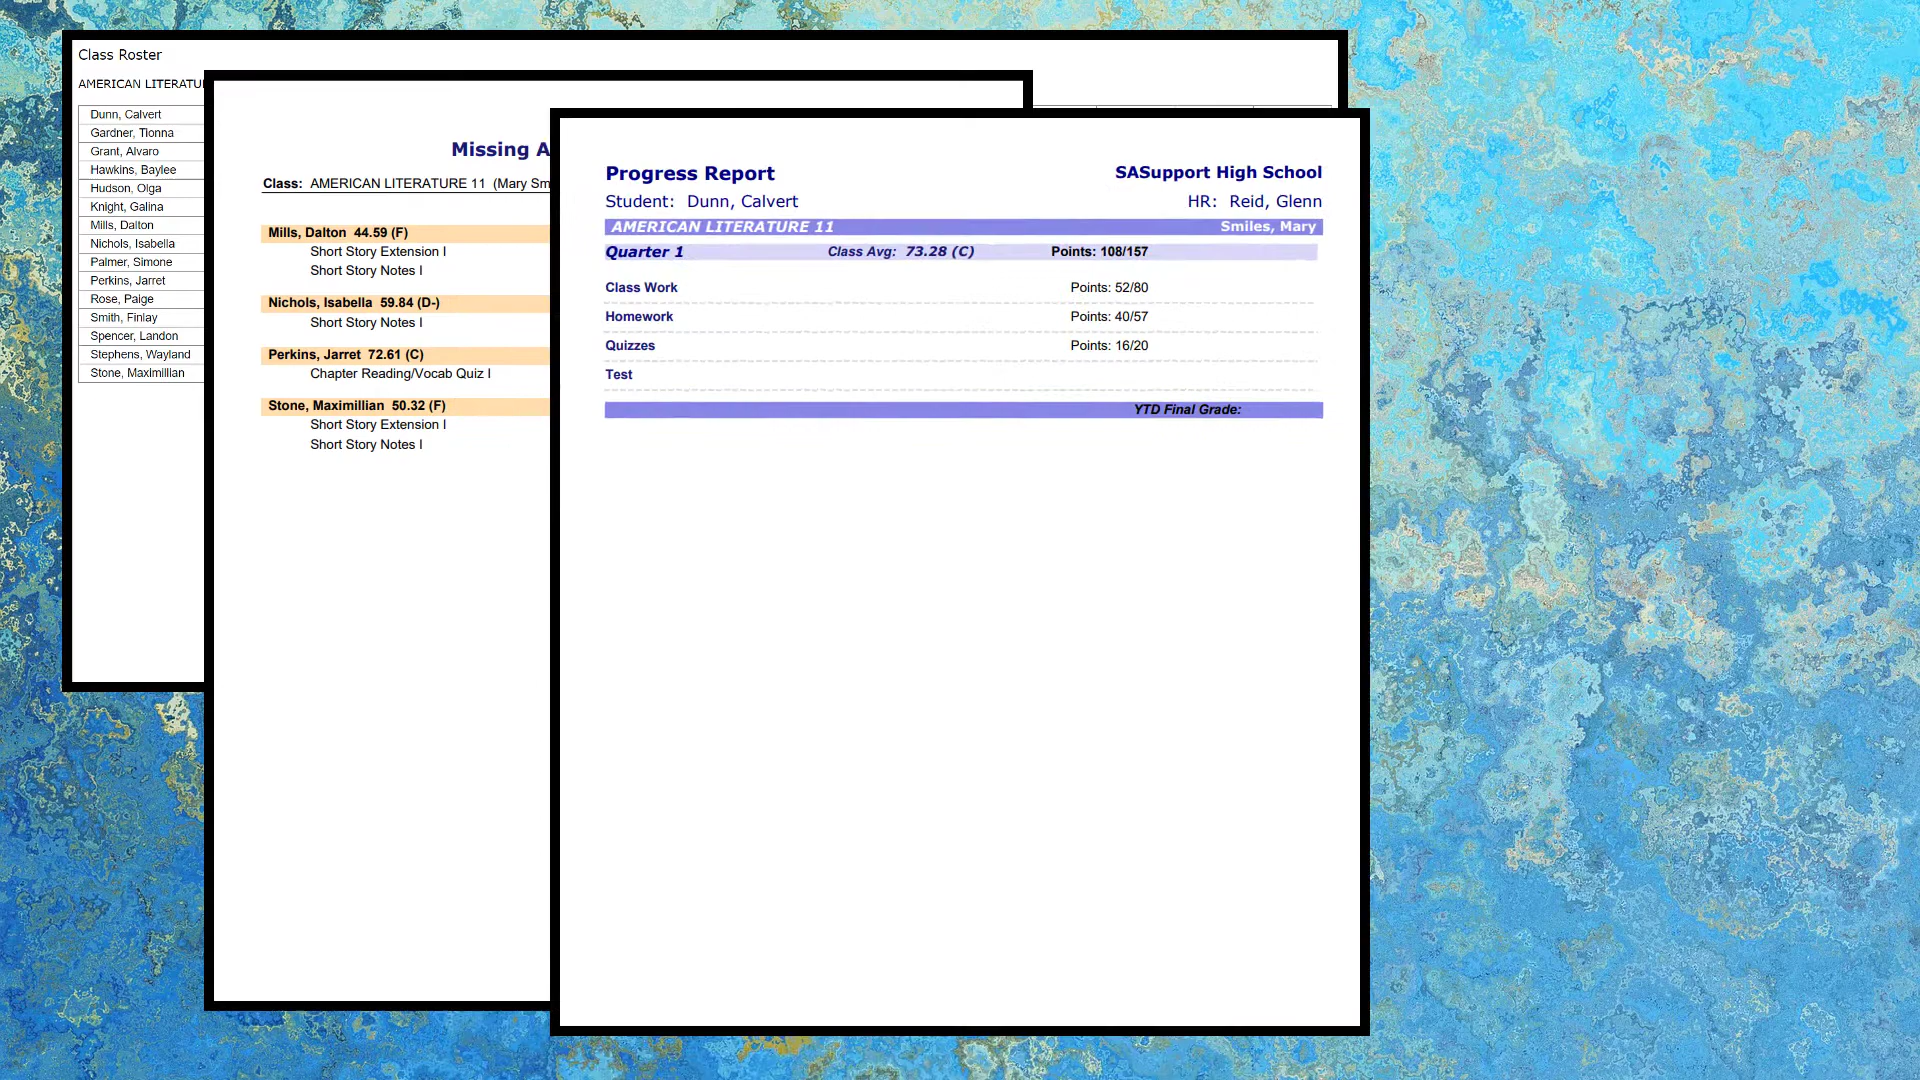 Class Roster
AMERICAN LITERATU
Dunn, Calvert
Gardner, Tionna
Grant, Alvaro
Hawkins, Baylee
Hudson, Olga
Knight, Galina
Mills, Dalton
Nichols, Isabella
Palmer, Simone
Perkins, Jarret
Rose, Paige
Smith, Finlay
Spencer, Landon
Stephens, Wayland
Stone, Maximillian
Missing A
Class: AMERICAN LITERATURE 11 (Mary Sm
Mills, Dalton 44.59 (F)
Short Story Extension I
Short Story Notes I
Nichols, Isabella 59.84 (D-)
Short Story Notes I
Perkins, Jarret 72.61 (C)
Chapter Reading/Vocab Quiz I
Stone, Maximillian 50.32 (F)
Short Story Extension I
Short Story Notes I
Progress Report SASupport High School
Student: Dunn, Calvert HR: Reid, Glenn
AMERICAN LITERATURE 11 Smiles, Mary
Quarter 1 Class Avg: 73.28 (C) Points: 108/157
Class Work Points: 52/80
Homework Points: 40/57
Quizzes Points: 16/20
Test
YTD Final Grade: